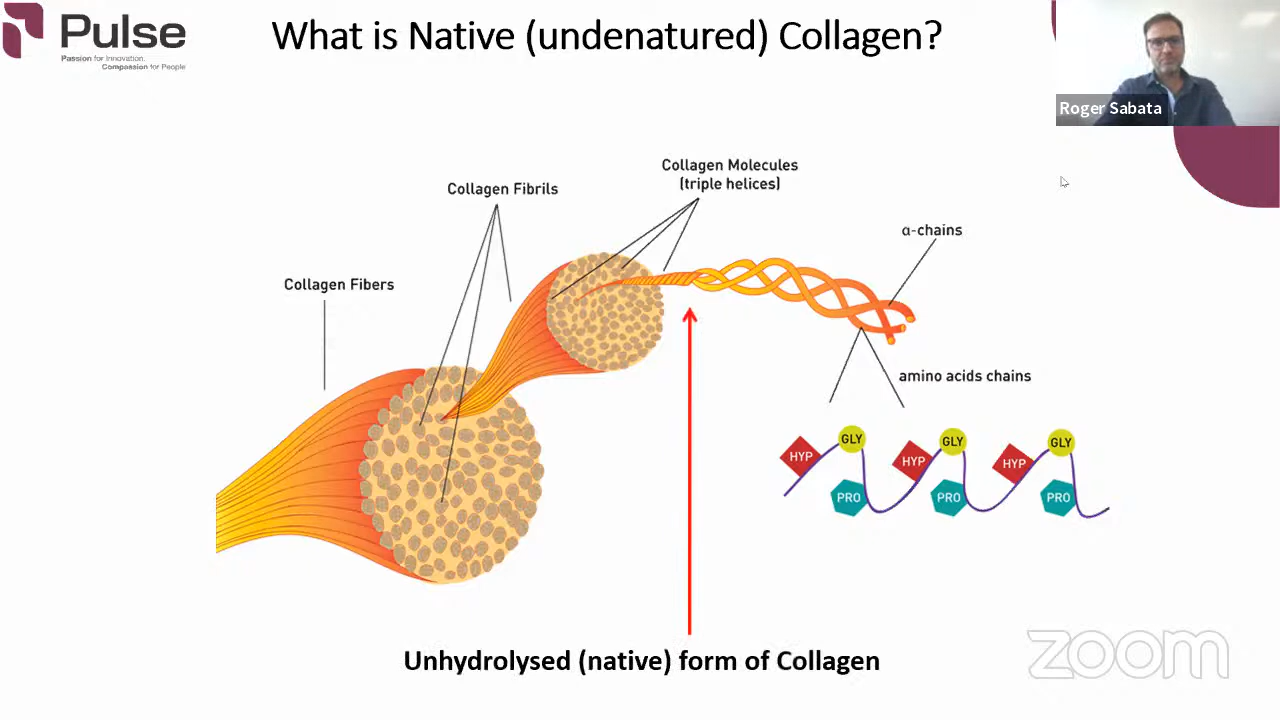 Pulse
Passion for Innovation.
Compassion for People
What is Native (undenatured) Collagen?
Roger Sabata
Collagen Molecules
(triple helices)
Collagen Fibrils
α-chains
Collagen Fibers
amino acids chains
HYP
GLY
HYP
GLY
HYP
GLY
PRO
PRO
PRO
Unhydrolysed (native) form of Collagen
zoom